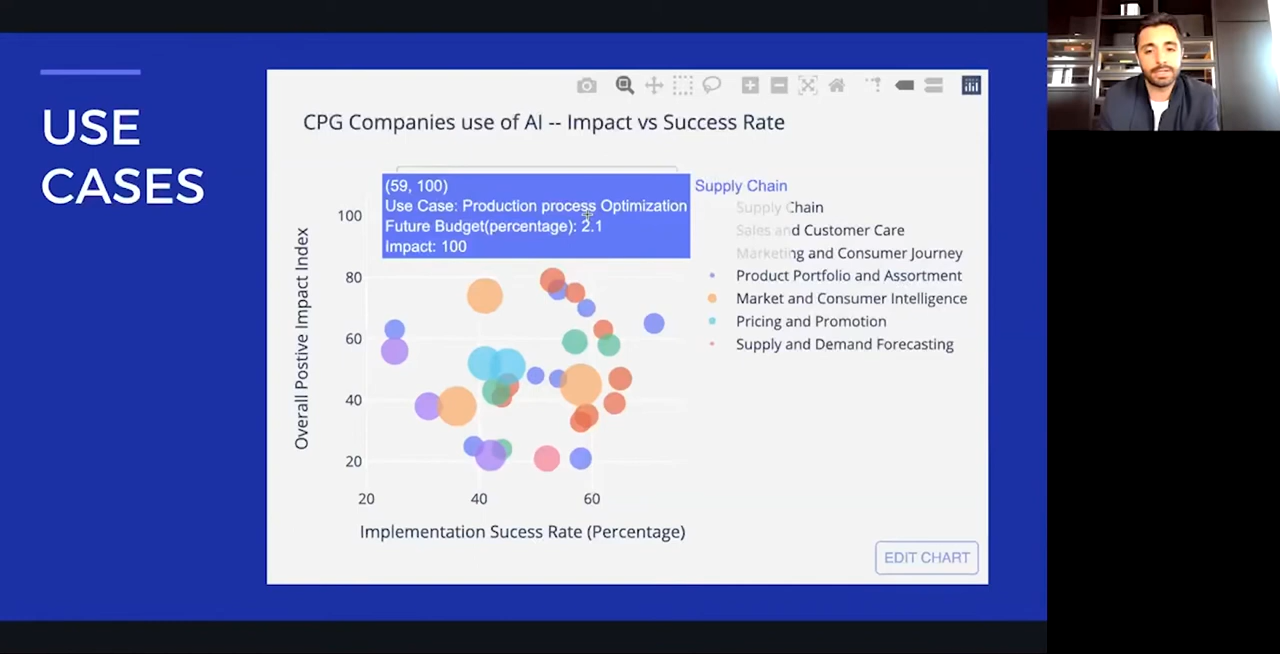 USE
CASES
CPG Companies use of AI -- Impact vs Success Rate
(59, 100)
Use Case: Production process Optimization
Future Budget(percentage): 2.1
Impact: 100
Supply Chain
Supply Chain
Sales and Customer Care
Marketing and Consumer Journey
Product Portfolio and Assortment
Market and Consumer Intelligence
Pricing and Promotion
Supply and Demand Forecasting
Overall Postive Impact Index
100
80
60
40
20
20
40
60
Implementation Sucess Rate (Percentage)
EDIT CHART